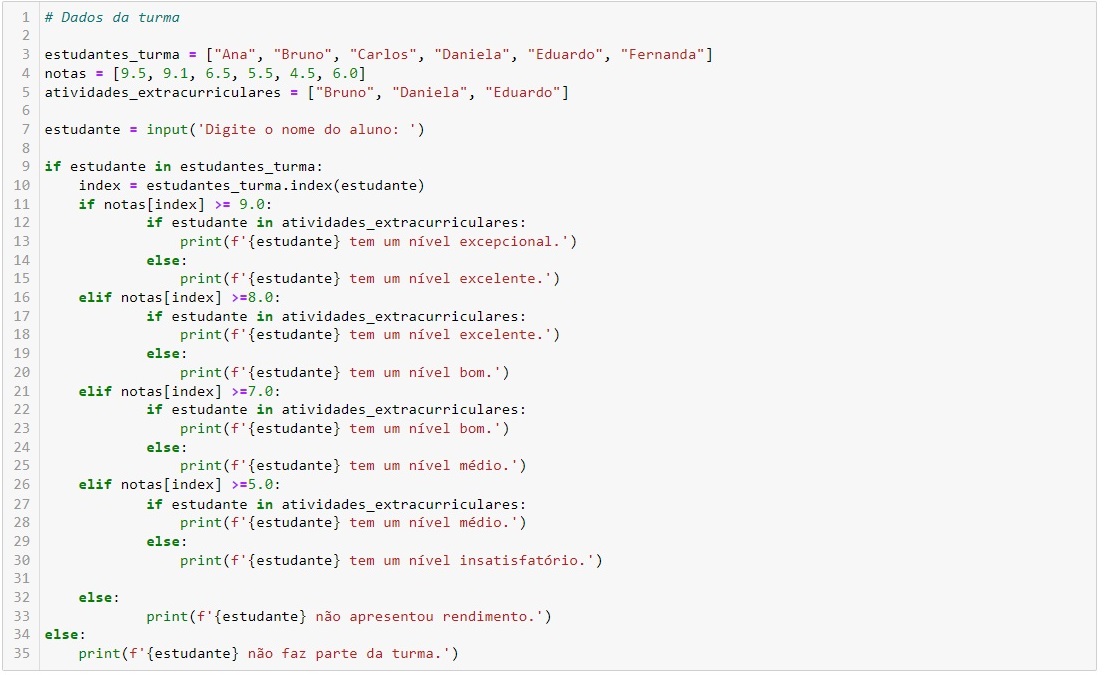 1 # Dados da turma
2
3 estudantes_turma = ["Ana", "Bruno", "Carlos", "Daniela", "Eduardo", "Fernanda"]
4 notas = [9.5, 9.1, 6.5, 5.5, 4.5, 6.0]
5 atividades_extracurriculares = ["Bruno", "Daniela", "Eduardo"]
6
7 estudante = input('Digite o nome do aluno: ')
8
9 if estudante in estudantes_turma:
10     index = estudantes_turma.index(estudante)
11     if notas[index] >= 9.0:
12             if estudante in atividades_extracurriculares:
13                 print(f'{estudante} tem um nível excepcional.')
14             else:
15                 print(f'{estudante} tem um nível excelente.')
16     elif notas[index] >=8.0:
17             if estudante in atividades_extracurriculares:
18                 print(f'{estudante} tem um nível excelente.')
19             else:
20                 print(f'{estudante} tem um nível bom.')
21     elif notas[index] >=7.0:
22             if estudante in atividades_extracurriculares:
23                 print(f'{estudante} tem um nível bom.')
24             else:
25                 print(f'{estudante} tem um nível médio.')
26     elif notas[index] >=5.0:
27             if estudante in atividades_extracurriculares:
28                 print(f'{estudante} tem um nível médio.')
29             else:
30                 print(f'{estudante} tem um nível insatisfatório.')
31
32     else:
33             print(f'{estudante} não apresentou rendimento.')
34 else:
35     print(f'{estudante} não faz parte da turma.')